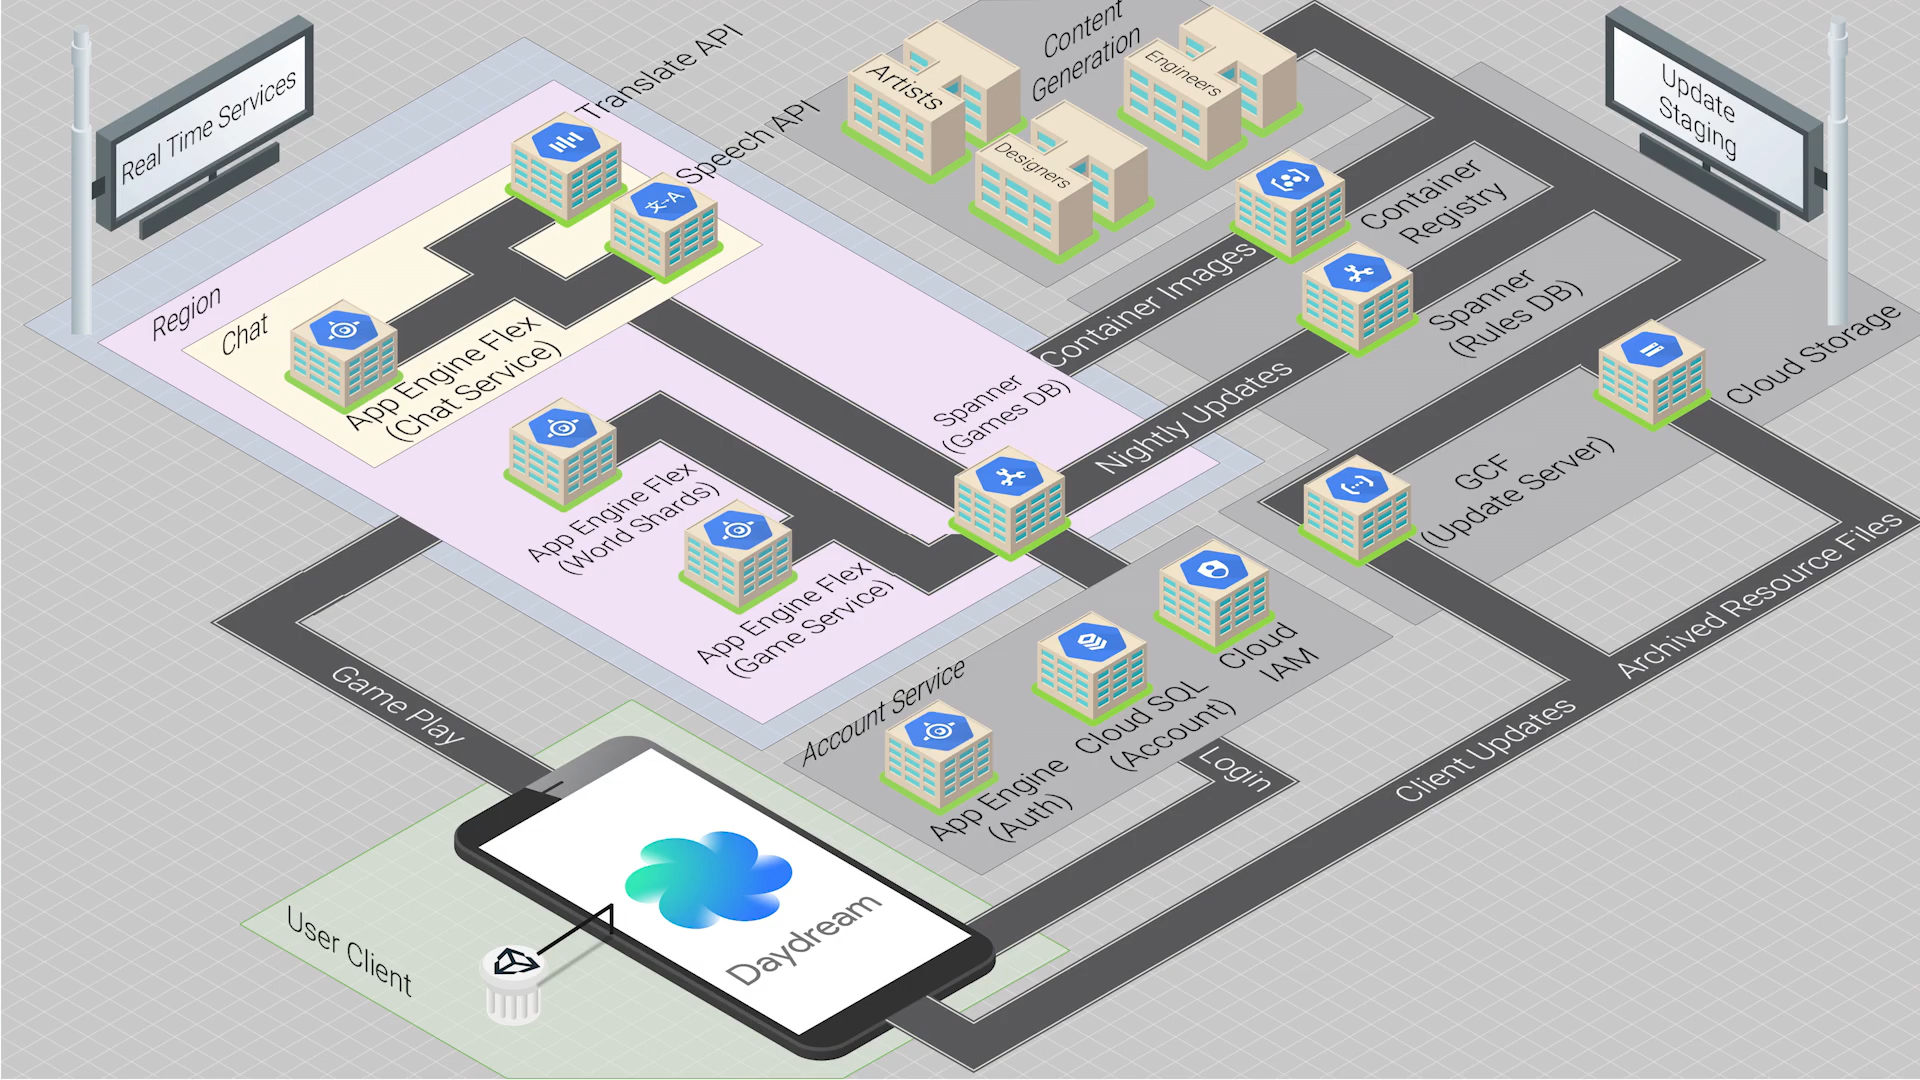 Real Time Services
Translate API
Speech API
Content
Generation
Artists
Engineers
Designers
Update
Staging
Region
Chat
Container
Registry
Container Images
Spanner
(Rules DB)
Cloud Storage
App Engine Flex
(Chat Service)
Spanner
(Games DB)
Nightly Updates
GCF
(Update Server)
App Engine Flex
(World Shards)
App Engine Flex
(Game Service)
Archived Resource Files
Cloud
IAM
Game Play
Account Service
Cloud SQL
(Account)
App Engine
(Auth)
Login
Client Updates
User Client
Daydream
文-A